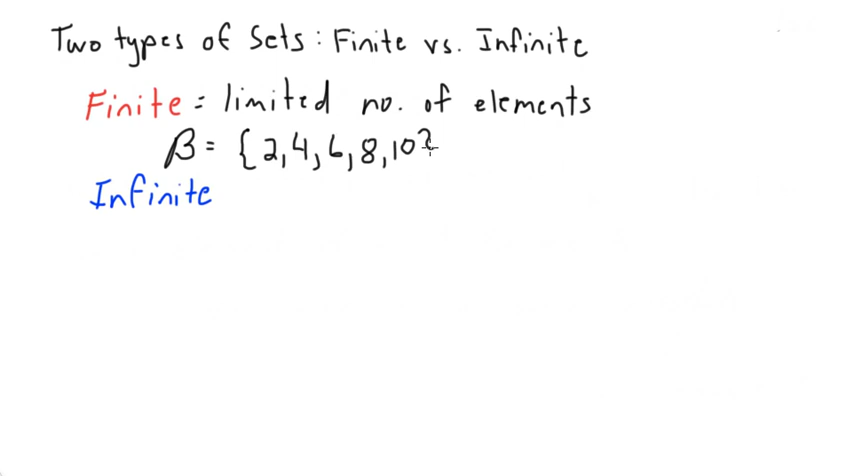 Two types of Sets: Finite vs. Infinite
Finite = limited no. of elements
B = {2,4,6,8,10}
Infinite